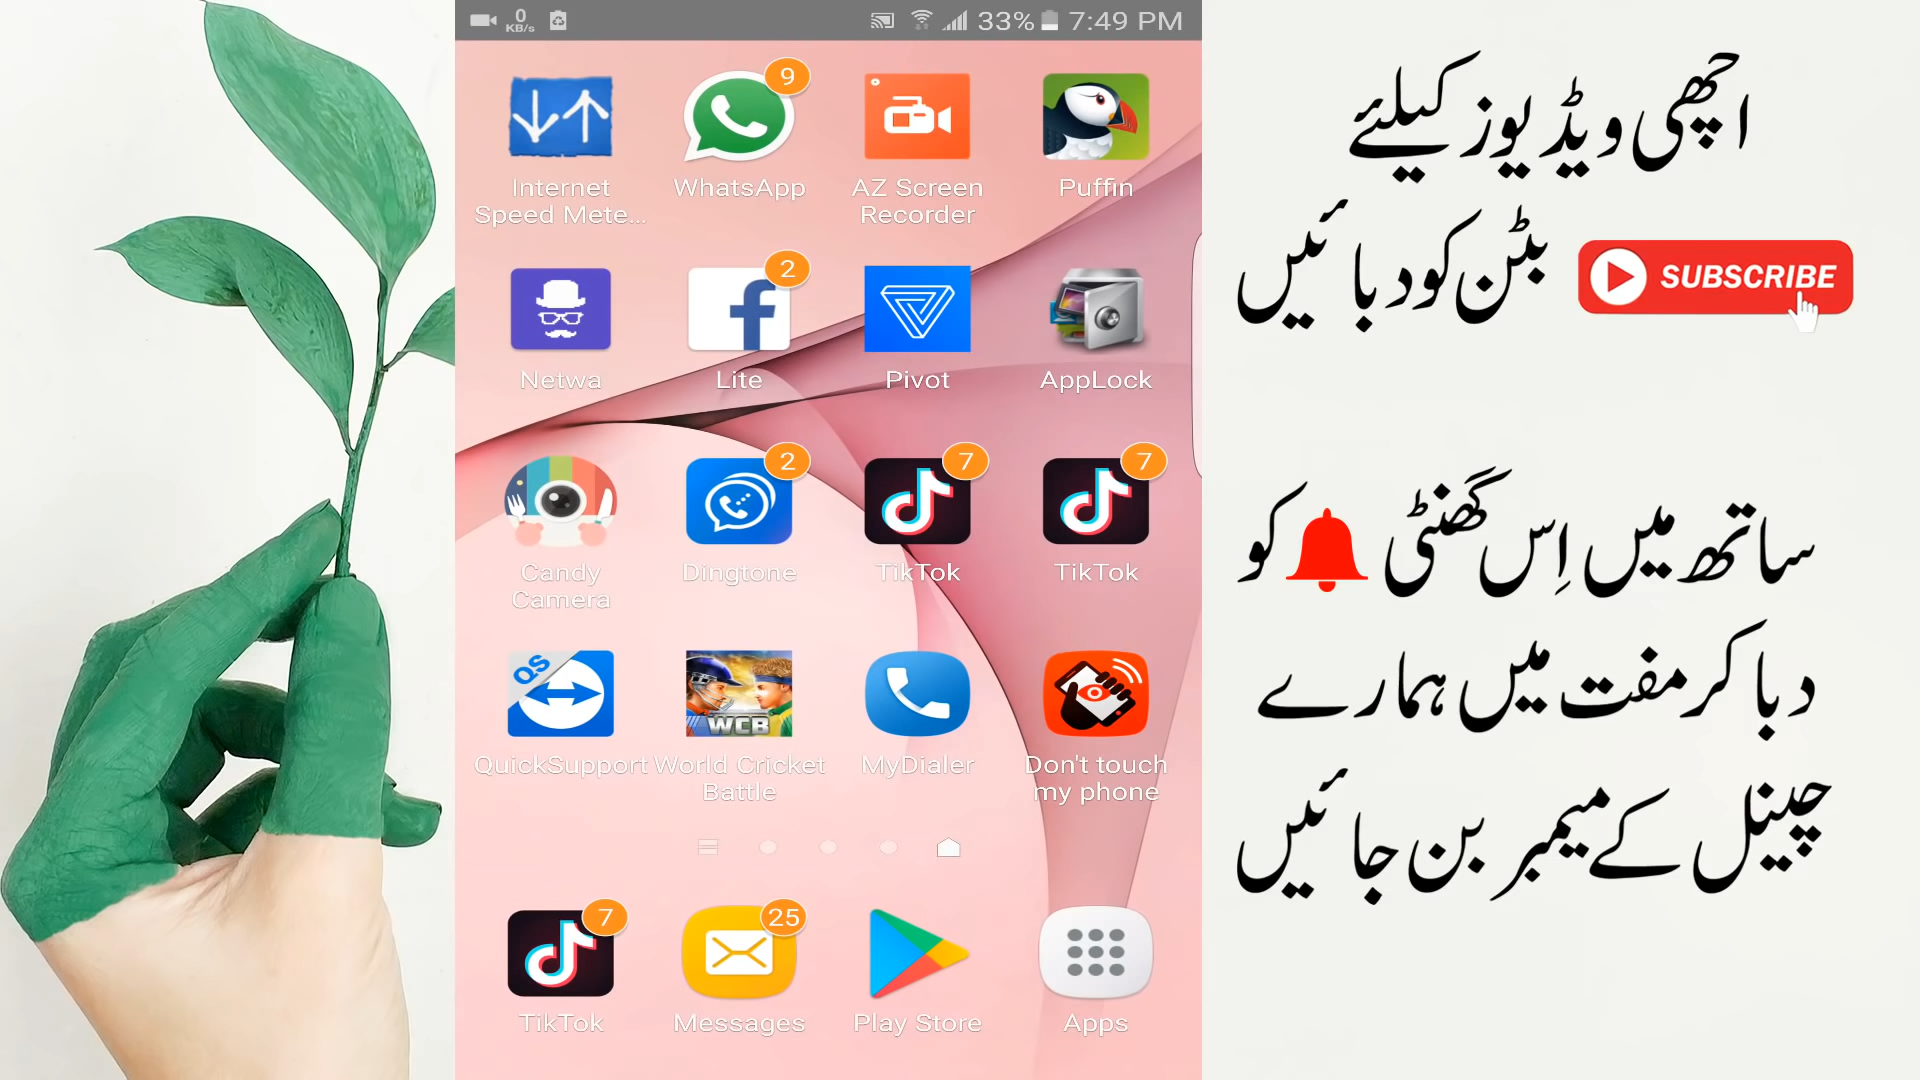 0
KB/s
33%
7:49 PM
9
Internet
Speed Mete...
WhatsApp
AZ Screen
Recorder
Puffin
2
f
Netwa
Lite
Pivot
AppLock
2
7
7
Candy
Camera
Dingtone
TikTok
TikTok
QS
WCB
QuickSupport
World Cricket
Battle
MyDialer
Don't touch
my phone
7
25
TikTok
Messages
Play Store
Apps
اچھی ویڈیوز کیلئے
SUBSCRIBE بٹن کو دبائیں
ساتھ میں اِس گھنٹی کو
دبا کر مفت میں ہمارے
چینل کے میمبر بن جائیں